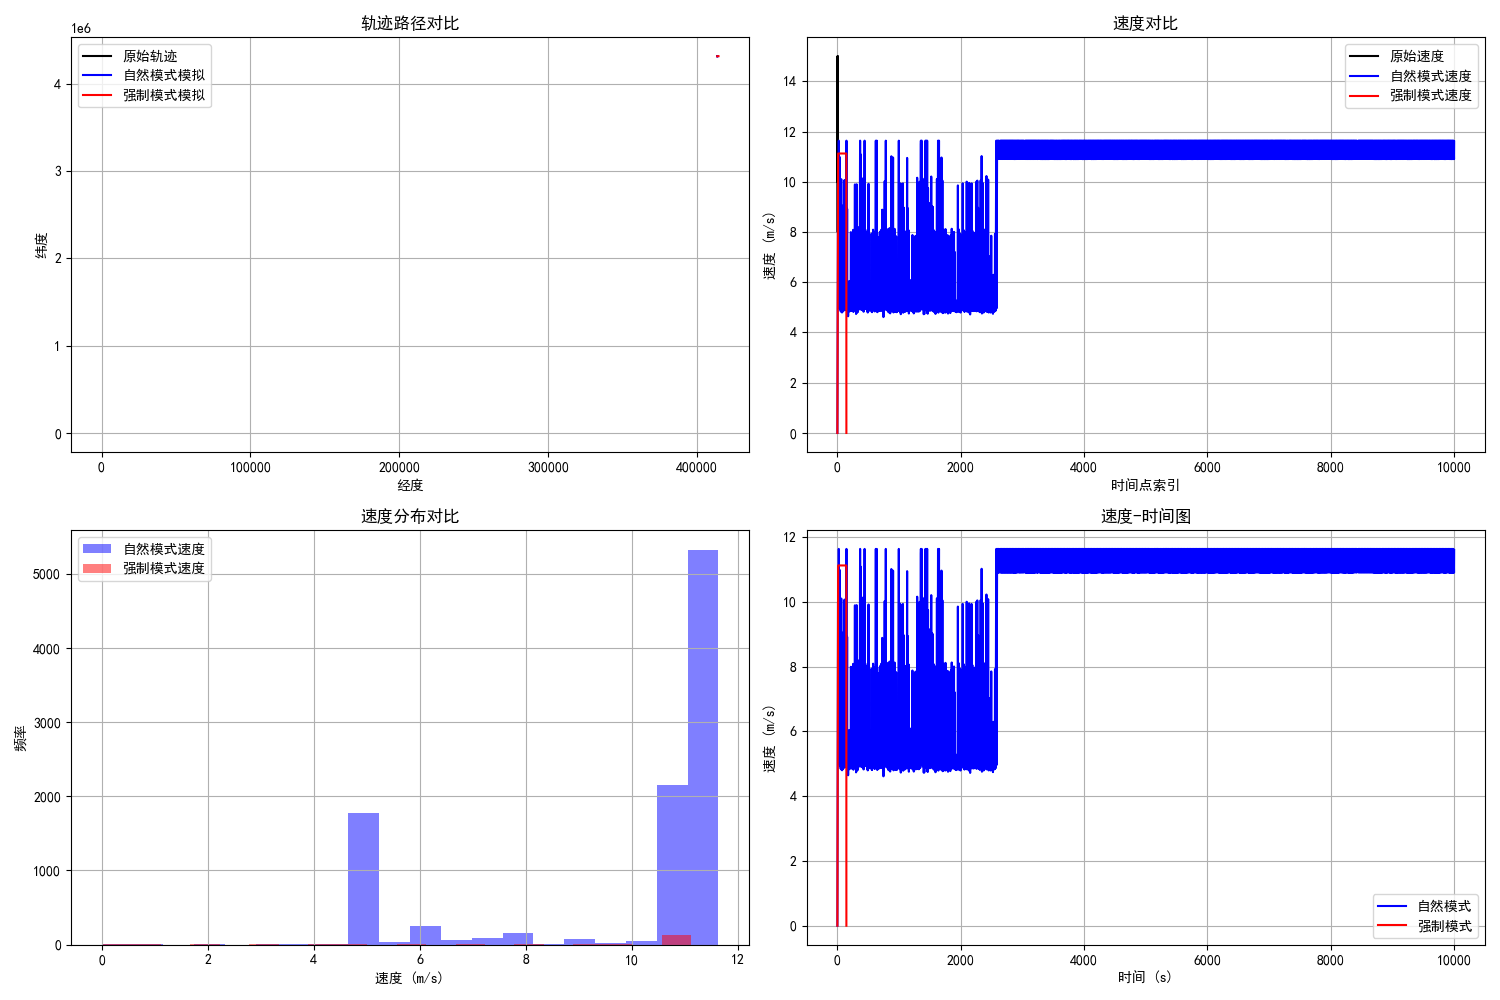 轨迹路径对比
1e6
原始轨迹
自然模式模拟
强制模式模拟
4
3
2
1
0
纬度
0 100000 200000 300000 400000
经度
速度对比
原始速度
自然模式速度
强制模式速度
14
12
10
8
6
4
2
0
速度 (m/s)
0 2000 4000 6000 8000 10000
时间点索引
速度分布对比
自然模式速度
强制模式速度
5000
4000
3000
2000
1000
0
频率
0 2 4 6 8 10 12
速度 (m/s)
速度-时间图
12
10
8
6
4
2
0
速度 (m/s)
自然模式
强制模式
0 2000 4000 6000 8000 10000
时间 (s)